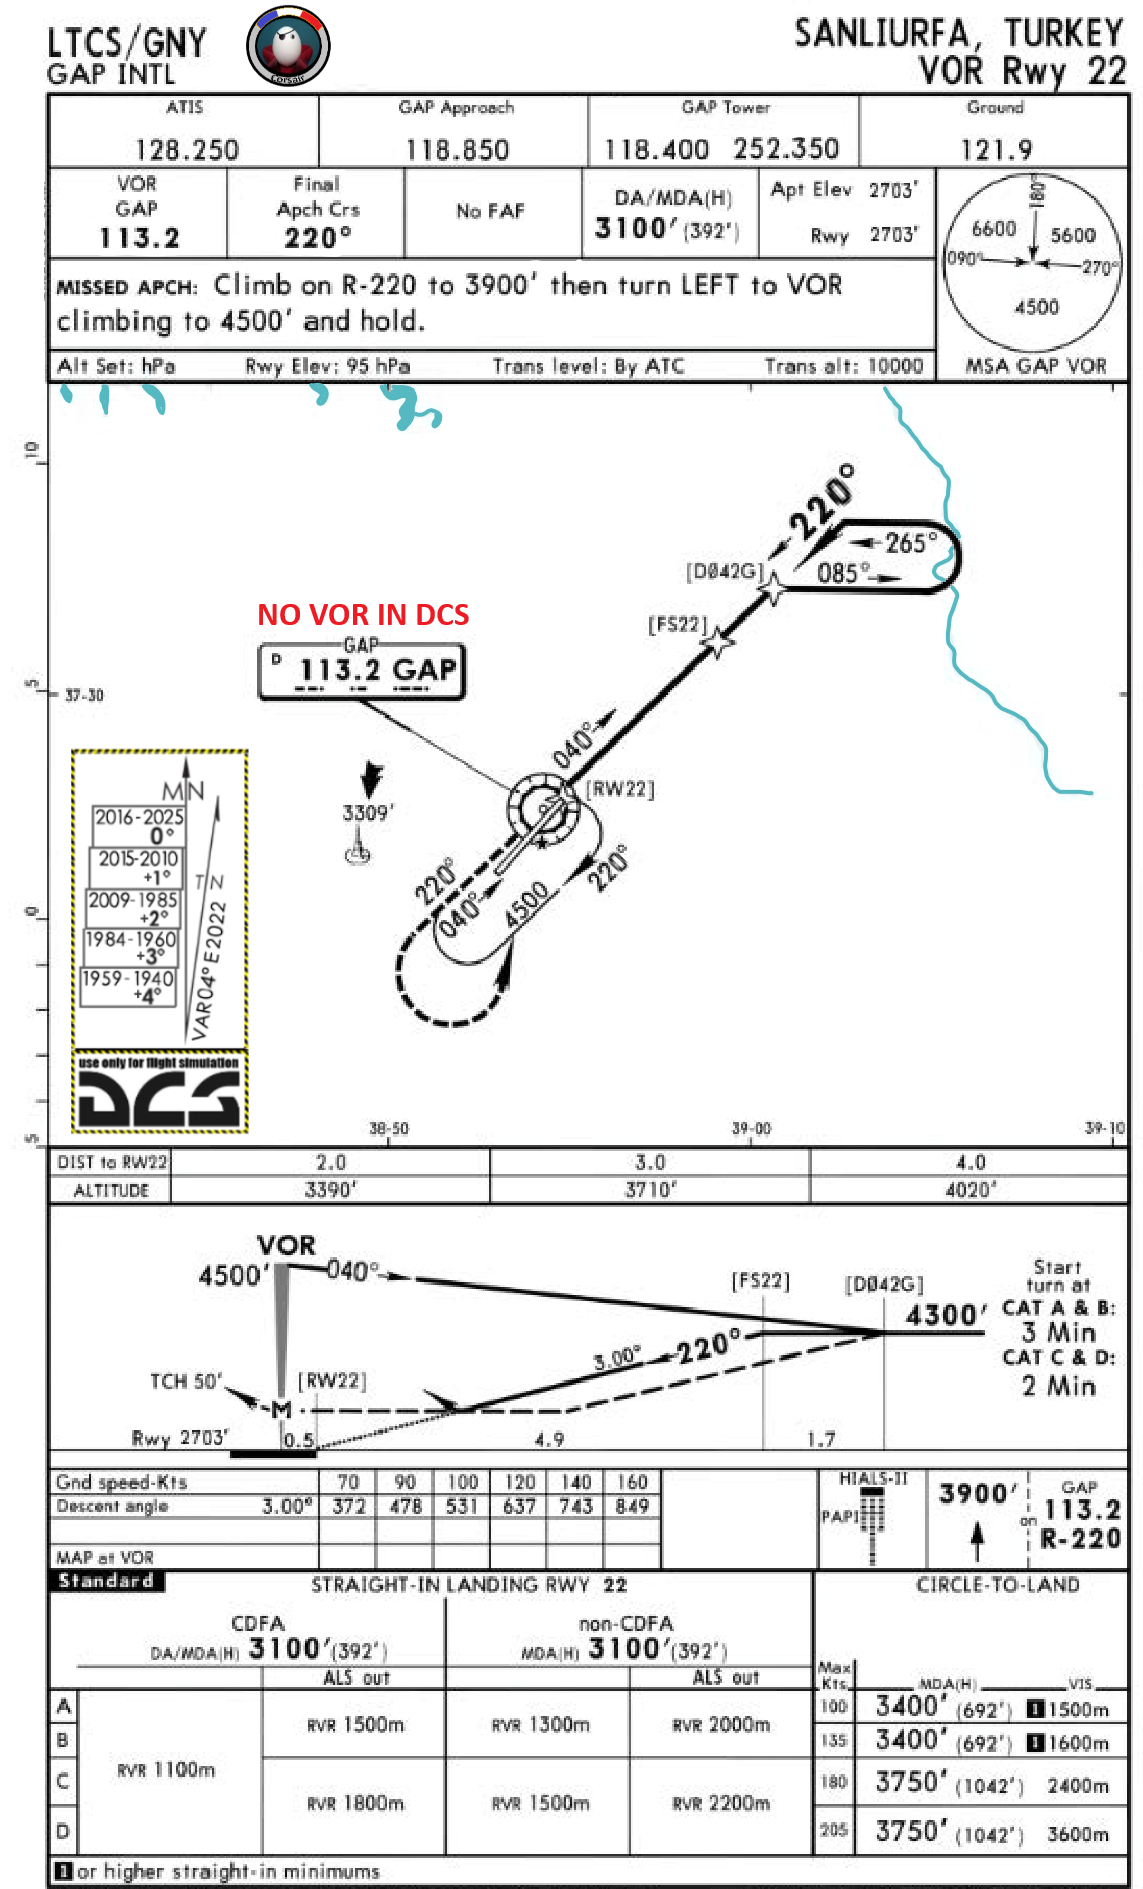 LTCS/GNY
GAP INTL
corsair
SANLIURFA, TURKEY
VOR Rwy 22
ATIS
128.250
GAP Approach
118.850
GAP Tower
118.400 252.350
Ground
121.9
VOR
GAP
113.2
Final
Apch Crs
220°
No FAF
DA/MDA(H)
3100' (392')
Apt Elev 2703'
Rwy 2703'
180°
6600
5600
090°
270°
4500
MSA GAP VOR
MISSED APCH: Climb on R-220 to 3900' then turn LEFT to VOR
climbing to 4500' and hold.
Alt Set: hPa Rwy Elev: 95 hPa Trans level: By ATC Trans alt: 10000
10
5
0
5
37-30
220°
265°
085°
[DØ42G]
[FS22]
NO VOR IN DCS
GAP
D 113.2 GAP
040°
[RW22]
3309'
220°
040°
4500
220°
MN
2016-2025
0°
2015-2010
+1°
TN
2009-1985
+2°
1984-1960
+3°
1959-1940
+4°
VAR 04° E 2022
use only for flight simulation
DCS
38-50
39-00
39-10
DIST to RW22 2.0 3.0 4.0
ALTITUDE 3390' 3710' 4020'
VOR
4500'
040°
[FS22]
[DØ42G]
4300'
Start
turn at
CAT A & B:
3 Min
CAT C & D:
2 Min
220°
3.00°
TCH 50'
[RW22]
M
Rwy 2703'
0.5
4.9
1.7
Gnd speed-Kts 70 90 100 120 140 160
Descent angle 3.00° 372 478 531 637 743 849
MAP at VOR
HIALS-II
PAPI
3900'
on
GAP
113.2
R-220
Standard
STRAIGHT-IN LANDING RWY 22
CIRCLE-TO-LAND
CDFA
DA/MDA(H) 3100' (392')
non-CDFA
MDA(H) 3100' (392')
ALS out
ALS out
Max
Kts
MDA(H)
VIS
A
B
C
D
RVR 1100m
RVR 1500m
RVR 1300m
RVR 2000m
RVR 1800m
RVR 1500m
RVR 2200m
100 3400' (692') 1 1500m
135 3400' (692') 1 1600m
180 3750' (1042') 2400m
205 3750' (1042') 3600m
1 or higher straight-in minimums